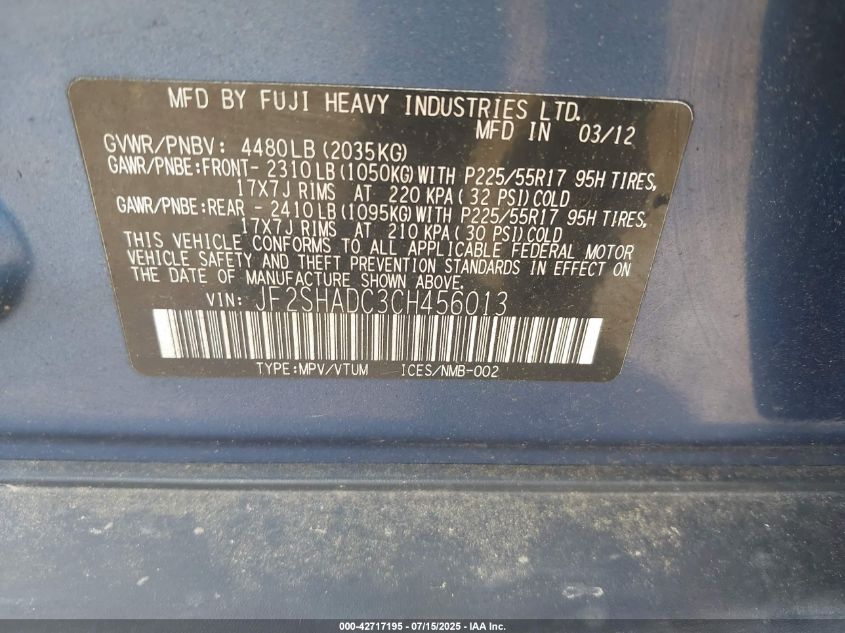 MFD BY FUJI HEAVY INDUSTRIES LTD.
MFD IN 03/12
GVWR/PNBV: 4480LB(2035KG)
GAWR/PNBE:FRONT- 2310LB(1050KG)WITH P225/55R17 95H TIRES,
17X7J RIMS AT 220 KPA( 32 PSI)COLD
GAWR/PNBE:REAR - 2410LB(1095KG)WITH P225/55R17 95H TIRES,
17X7J RIMS AT 210 KPA( 30 PSI)COLD
THIS VEHICLE CONFORMS TO ALL APPLICABLE FEDERAL MOTOR
VEHICLE SAFETY AND THEFT PREVENTION STANDARDS IN EFFECT ON
THE DATE OF MANUFACTURE SHOWN ABOVE.
VIN: JF2SHADC3CH456013
TYPE:MPV/VTUM ICES/NMB-002
000-42717195 - 07/15/2025 - IAA Inc.